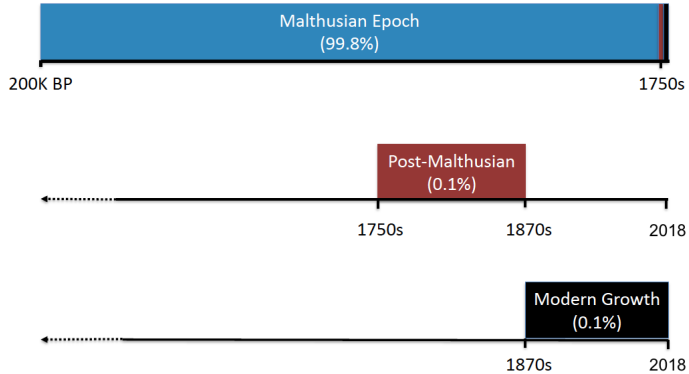 Malthusian Epoch
(99.8%)
200K BP
1750s
Post-Malthusian
(0.1%)
1750s
1870s
2018
Modern Growth
(0.1%)
1870s
2018